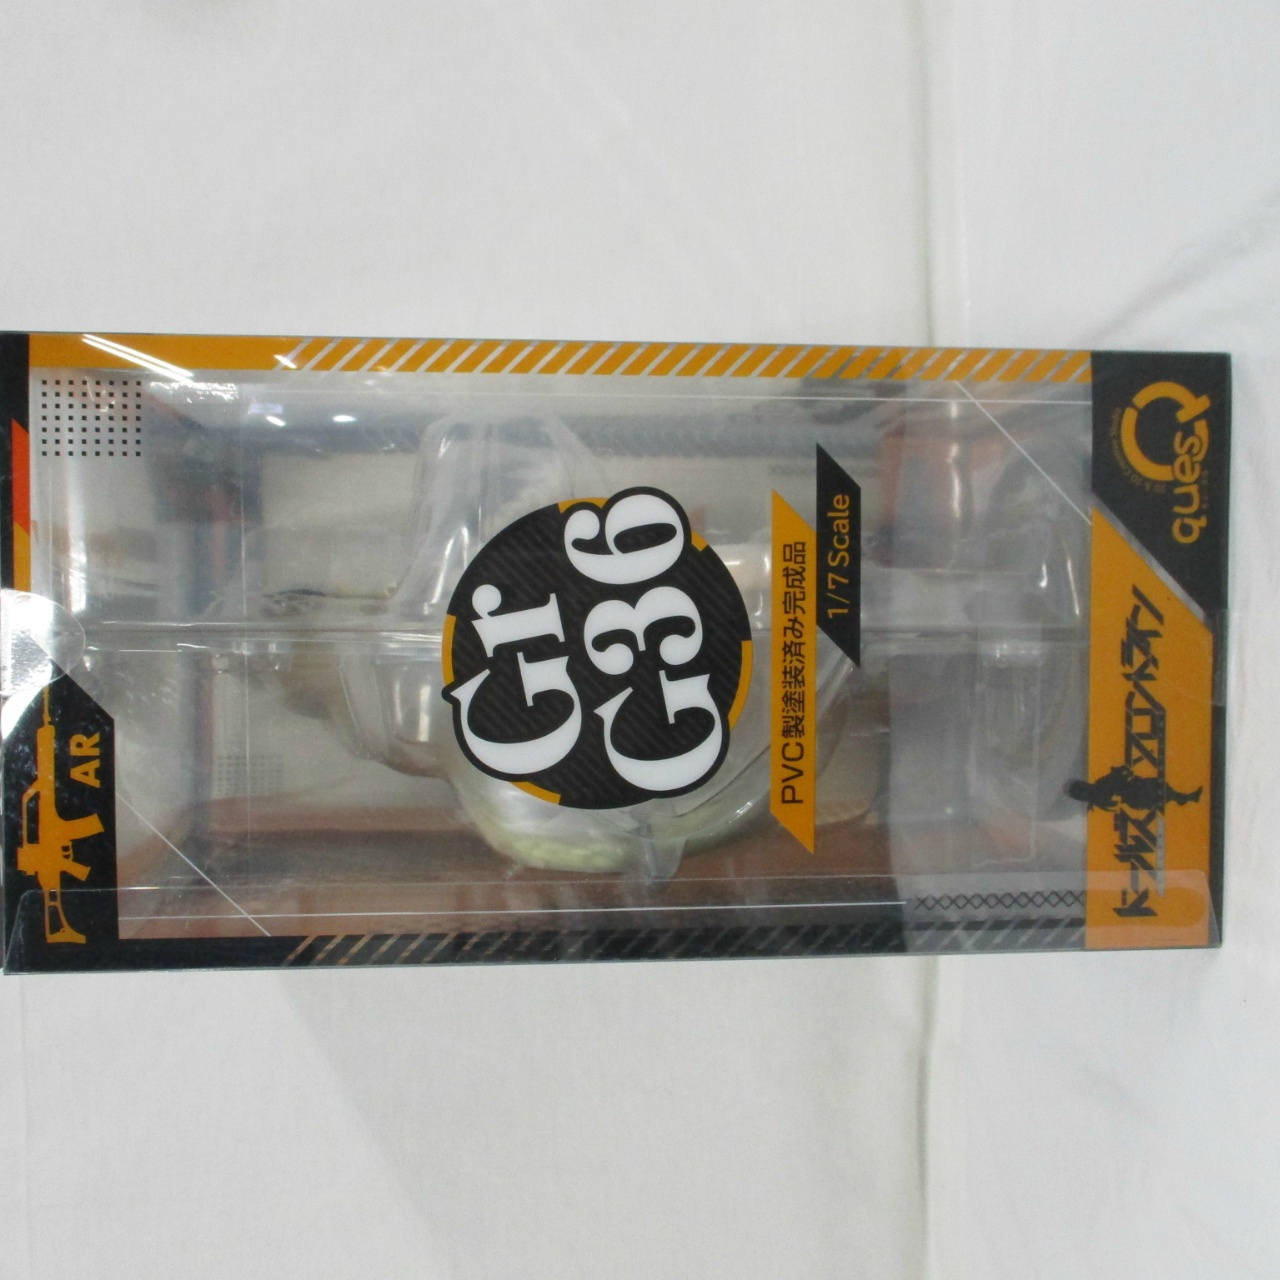 AR
Gr
G36
PVC製塗装済み完成品
1/7 Scale
ドールズフロントライン
quesQ